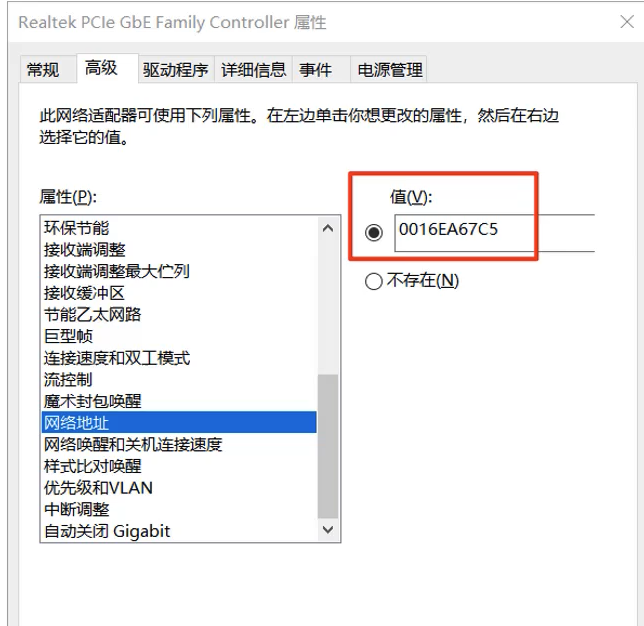 Realtek PCIe GbE Family Controller 属性
常规 高级 驱动程序 详细信息 事件 电源管理
此网络适配器可使用下列属性。在左边单击你想更改的属性，然后在右边
选择它的值。
属性(P):
值(V):
环保节能
接收端调整
接收端调整最大伫列
接收缓冲区
节能乙太网路
巨型帧
连接速度和双工模式
流控制
魔术封包唤醒
网络地址
网络唤醒和关机连接速度
样式比对唤醒
优先级和VLAN
中断调整
自动关闭 Gigabit
0016EA67C5
不存在(N)